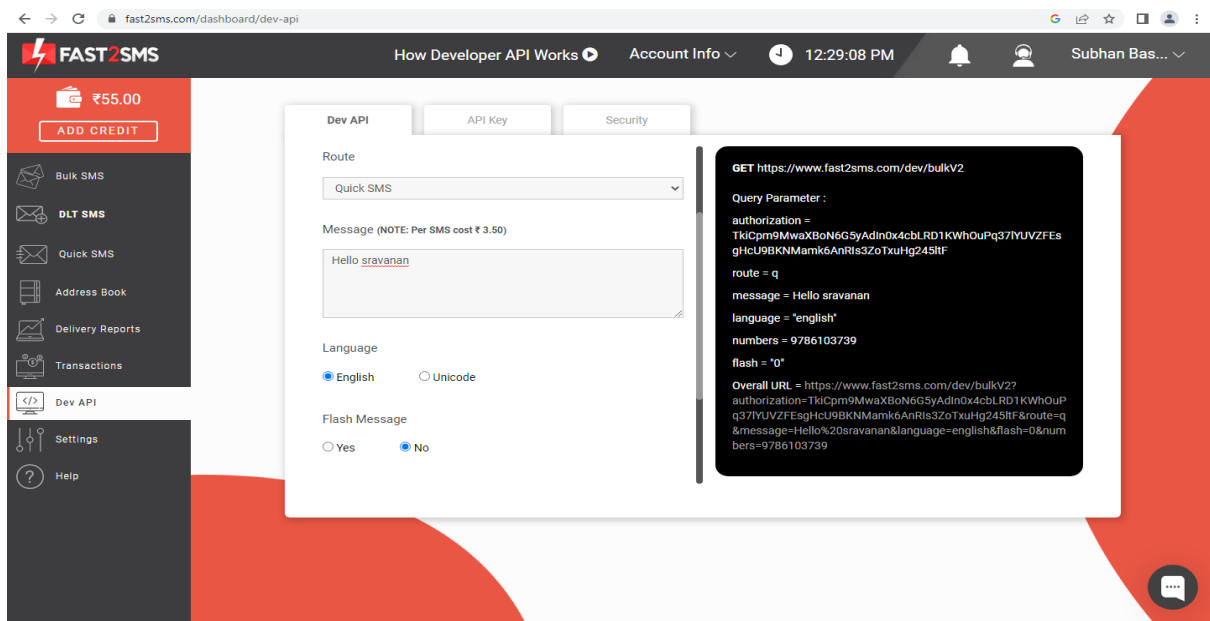 fast2sms.com/dashboard/dev-api
FAST2SMS
How Developer API Works
Account Info
12:29:08 PM
Subhan Bas...
₹55.00
ADD CREDIT
Bulk SMS
DLT SMS
Quick SMS
Address Book
Delivery Reports
Transactions
Dev API
Settings
Help
Dev API
API Key
Security
Route
Quick SMS
Message (NOTE: Per SMS cost ₹ 3.50)
Hello sravanan
Language
English
Unicode
Flash Message
Yes
No
GET https://www.fast2sms.com/dev/bulkV2
Query Parameter :
authorization =
TkiCpm9MwaXBoN6G5yAdIn0x4cbLRD1KWhOuPq37lYUVZFEs
gHcU9BKNMamk6AnRIs3ZoTxuHg245ltF
route = q
message = Hello sravanan
language = "english"
numbers = 9786103739
flash = "0"
Overall URL = https://www.fast2sms.com/dev/bulkV2?
authorization=TkiCpm9MwaXBoN6G5yAdIn0x4cbLRD1KWhOuP
q37lYUVZFEsgHcU9BKNMamk6AnRIs3ZoTxuHg245ltF&route=q
&message=Hello%20sravanan&language=english&flash=0&num
bers=9786103739